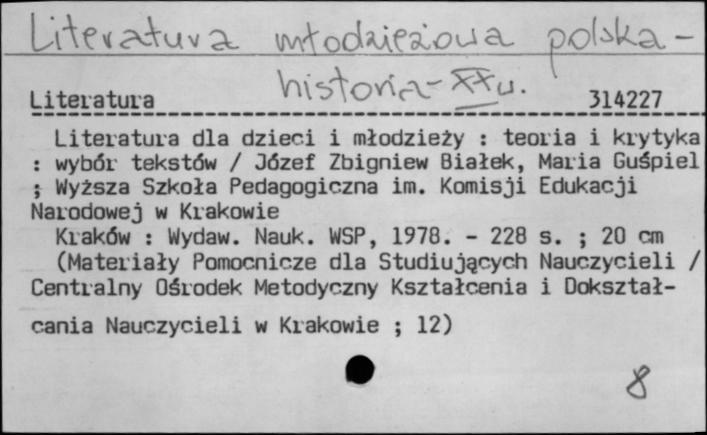 Literatura młodzieżowa polska -
historia - XX w.
Literatura 314227
Literatura dla dzieci i młodzieży : teoria i krytyka
: wybór tekstów / Józef Zbigniew Białek, Maria Guśpiel
; Wyższa Szkoła Pedagogiczna im. Komisji Edukacji
Narodowej w Krakowie
Kraków : Wydaw. Nauk. WSP, 1978. - 228 s. ; 20 cm
(Materiały Pomocnicze dla Studiujących Nauczycieli /
Centralny Ośrodek Metodyczny Kształcenia i Dokształ-
cania Nauczycieli w Krakowie ; 12)
8